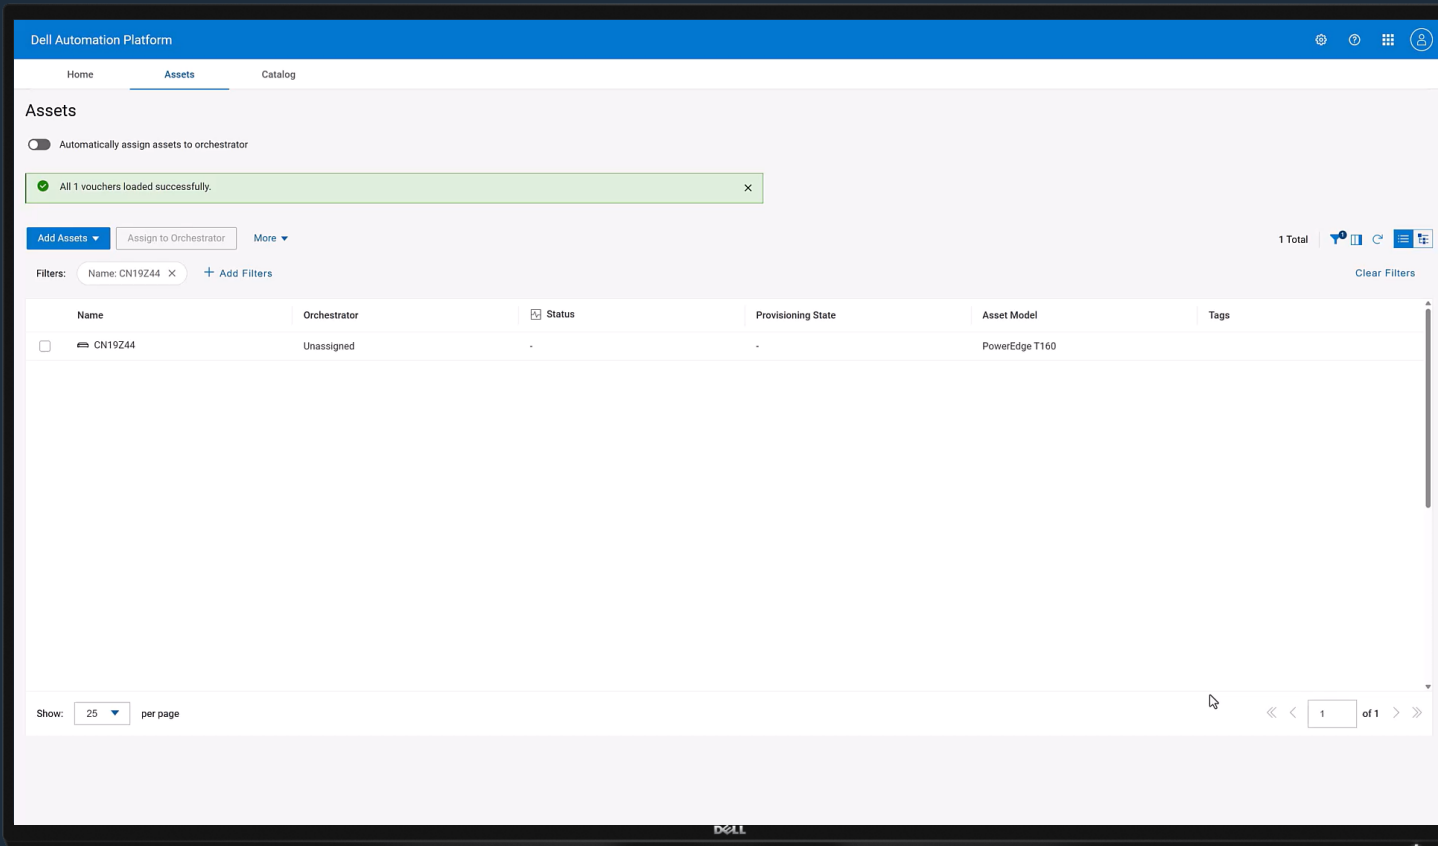 Dell Automation Platform
Home Assets Catalog
Assets
Automatically assign assets to orchestrator
All 1 vouchers loaded successfully.
Add Assets Assign to Orchestrator More 1 Total 1
Filters: Name: CN19Z44 Add Filters Clear Filters
Name Orchestrator Status Provisioning State Asset Model Tags
CN19Z44 Unassigned - - PowerEdge T160
Show: 25 per page 1 of 1
DELL